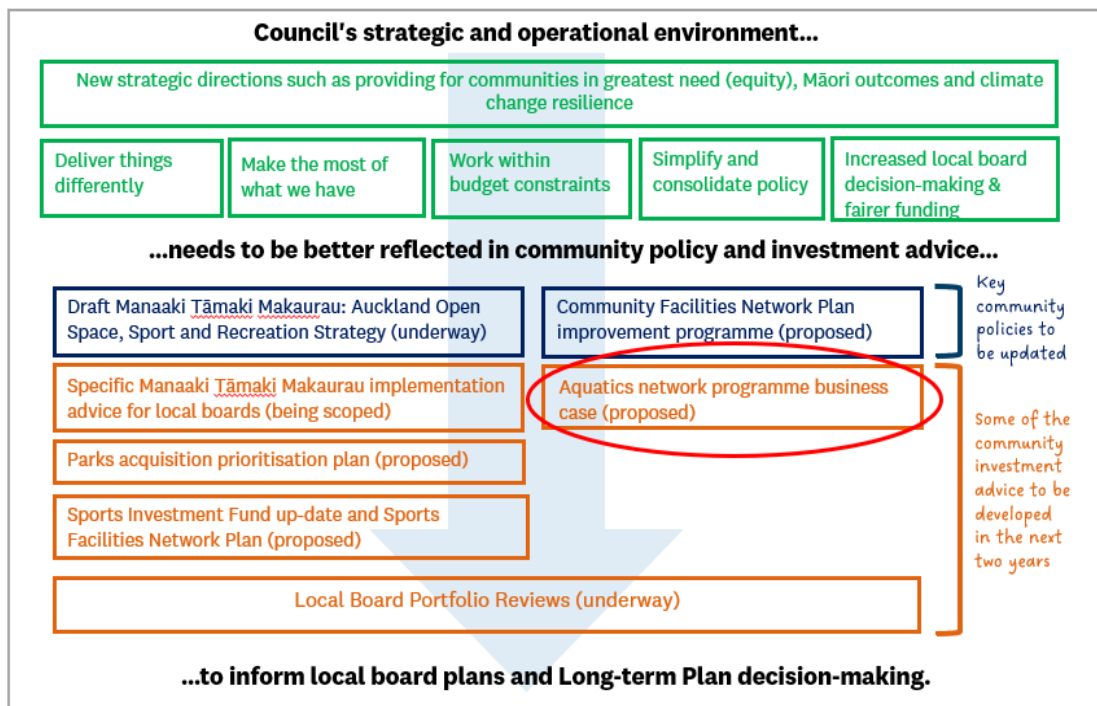 Council's strategic and operational environment...
New strategic directions such as providing for communities in greatest need (equity), Māori outcomes and climate
change resilience
Deliver things
differently
Make the most of
what we have
Work within
budget constraints
Simplify and
consolidate policy
Increased local board
decision-making &
fairer funding
...needs to be better reflected in community policy and investment advice...
Draft Manaaki Tāmaki Makaurau: Auckland Open
Space, Sport and Recreation Strategy (underway)
Community Facilities Network Plan
improvement programme (proposed)
Key
community
policies to
be updated
Specific Manaaki Tāmaki Makaurau implementation
advice for local boards (being scoped)
Aquatics network programme business
case (proposed)
Parks acquisition prioritisation plan (proposed)
Sports Investment Fund up-date and Sports
Facilities Network Plan (proposed)
Local Board Portfolio Reviews (underway)
Some of the
community
investment
advice to be
developed
in the next
two years
...to inform local board plans and Long-term Plan decision-making.